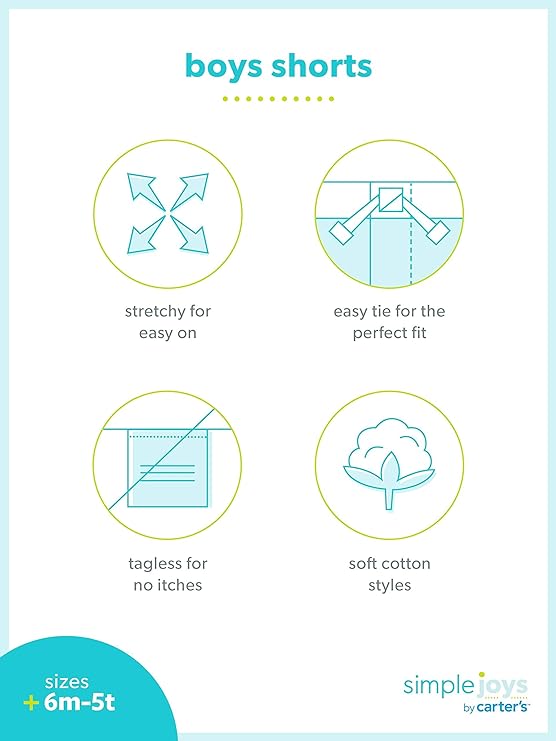 boys shorts
stretchy for
easy on
easy tie for the
perfect fit
tagless for
no itches
soft cotton
styles
sizes
+ 6m-5t
simple joys
by carter's™